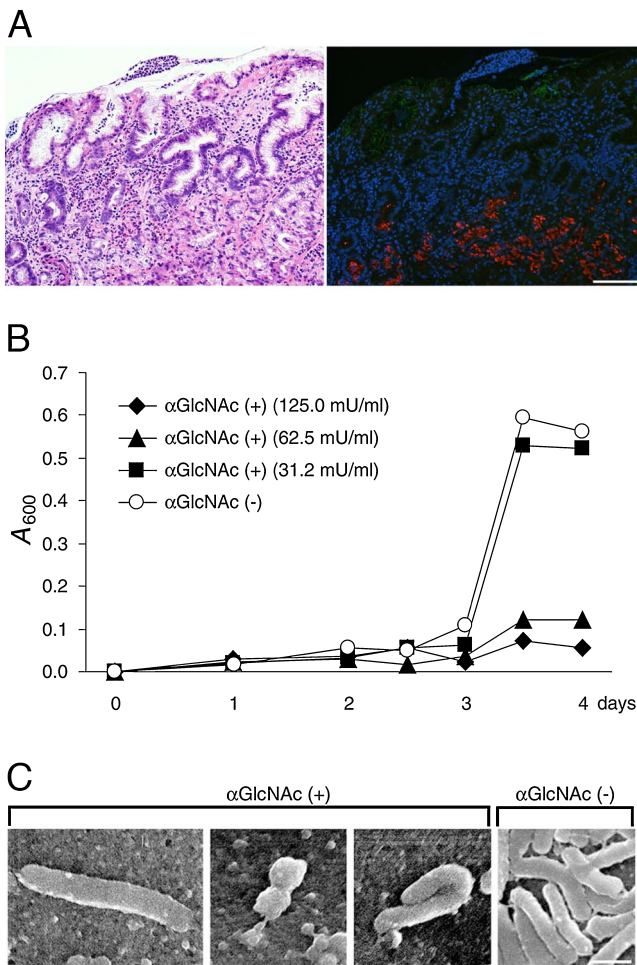 A
B
0.7
0.6
0.5
0.4
0.3
0.2
0.1
0.0
A600
αGlcNAc (+) (125.0 mU/ml)
αGlcNAc (+) (62.5 mU/ml)
αGlcNAc (+) (31.2 mU/ml)
αGlcNAc (-)
0 1 2 3 4 days
C
αGlcNAc (+) αGlcNAc (-)